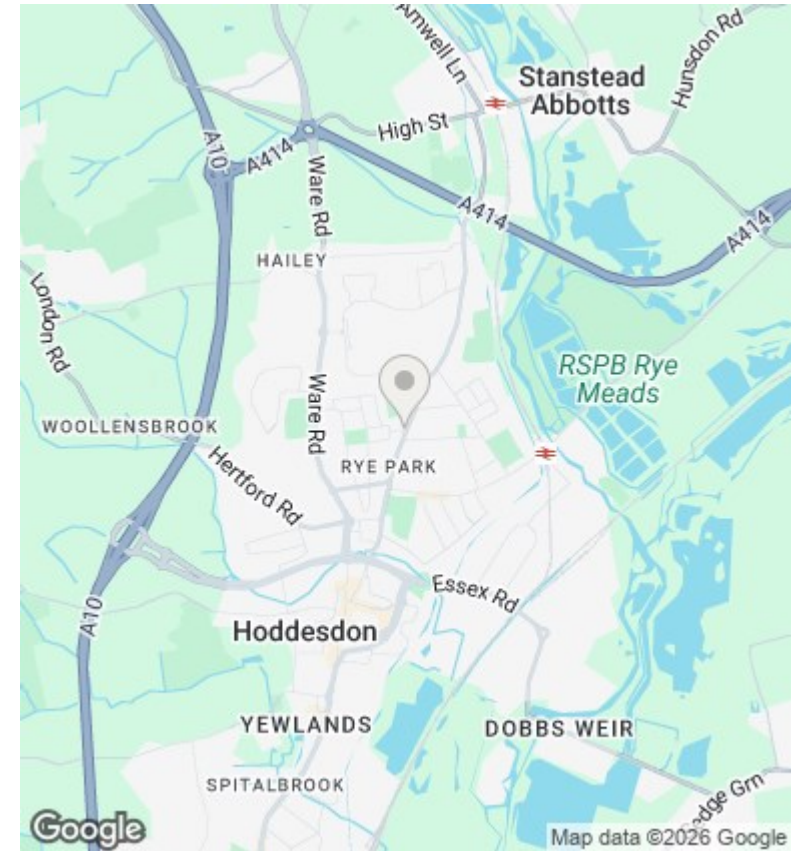 Amwell Ln
Stanstead
Abbotts
Hunsdon Rd
High St
A10
A414
Ware Rd
A414
A414
HAILEY
London Rd
RSPB Rye
Meads
Ware Rd
WOOLLENSBROOK
RYE PARK
Hertford Rd
Essex Rd
A10
Hoddesdon
YEWLANDS
DOBBS WEIR
SPITALBROOK
edge Grn
Google
Map data ©2026 Google